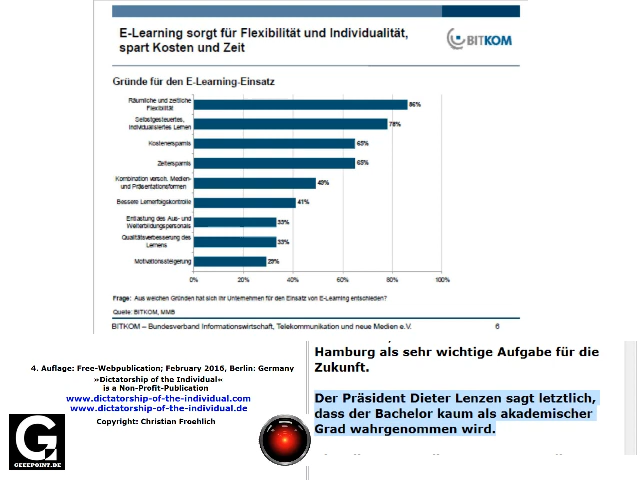 E-Learning sorgt für Flexibilität und Individualität,
spart Kosten und Zeit
BITKOM
Gründe für den E-Learning-Einsatz
Räumliche und zeitliche
Flexibilität
86%
Selbstgesteuertes,
individualisiertes Lernen
78%
Kostenersparnis
65%
Zeitersparnis
65%
Kombination versch. Medien-
und Präsentationsformen
49%
Bessere Lernerfolgskontrolle
41%
Entlastung des Aus- und
Weiterbildungspersonals
33%
Qualitätsverbesserung des
Lernens
33%
Motivationssteigerung
29%
0% 20% 40% 60% 80% 100%
Frage: Aus welchen Gründen hat sich Ihr Unternehmen für den Einsatz von E-Learning entschieden?
Quelle: BITKOM, MMB
BITKOM – Bundesverband Informationswirtschaft, Telekommunikation und neue Medien e.V. 6
4. Auflage: Free-Webpublication; February 2016, Berlin: Germany
»Dictatorship of the Individual«
is a Non-Profit-Publication
www.dictatorship-of-the-individual.com
www.dictatorship-of-the-individual.de
Copyright: Christian Froehlich
G
GEEEPOINT.DE
Hamburg als sehr wichtige Aufgabe für die
Zukunft.
Der Präsident Dieter Lenzen sagt letztlich,
dass der Bachelor kaum als akademischer
Grad wahrgenommen wird.